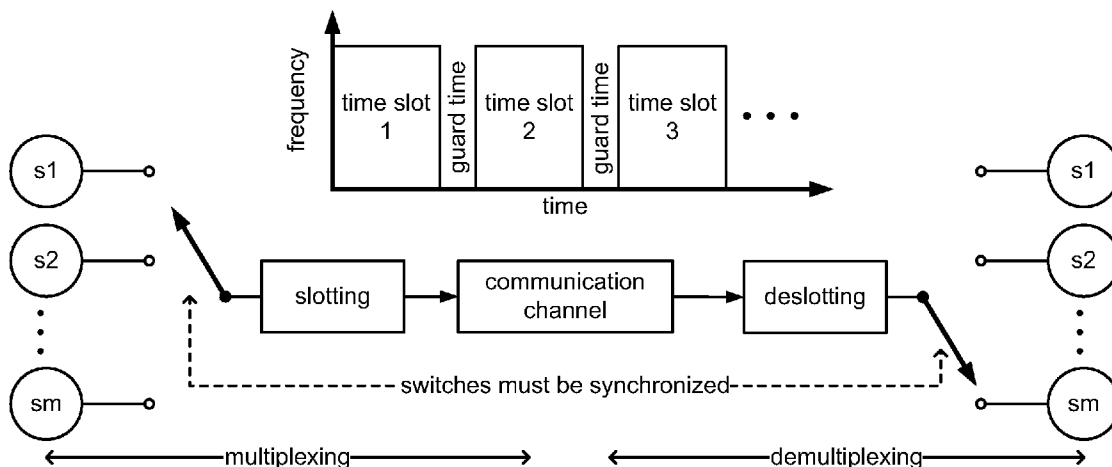 frequency
time slot
1
guard time
time slot
2
guard time
time slot
3
time
s1
s2
sm
slotting
communication
channel
deslotting
s1
s2
sm
switches must be synchronized
multiplexing
demultiplexing